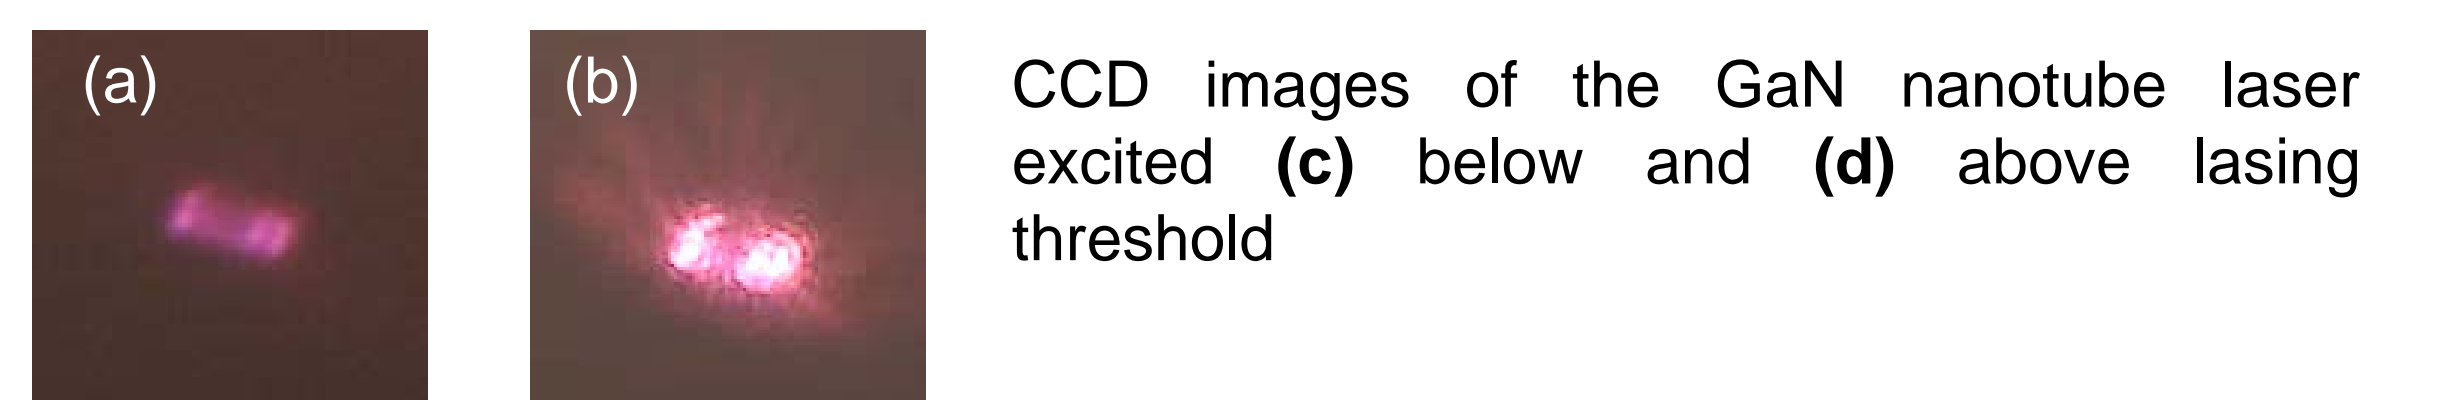 (a)
(b)
CCD images of the GaN nanotube laser
excited (c) below and (d) above lasing
threshold